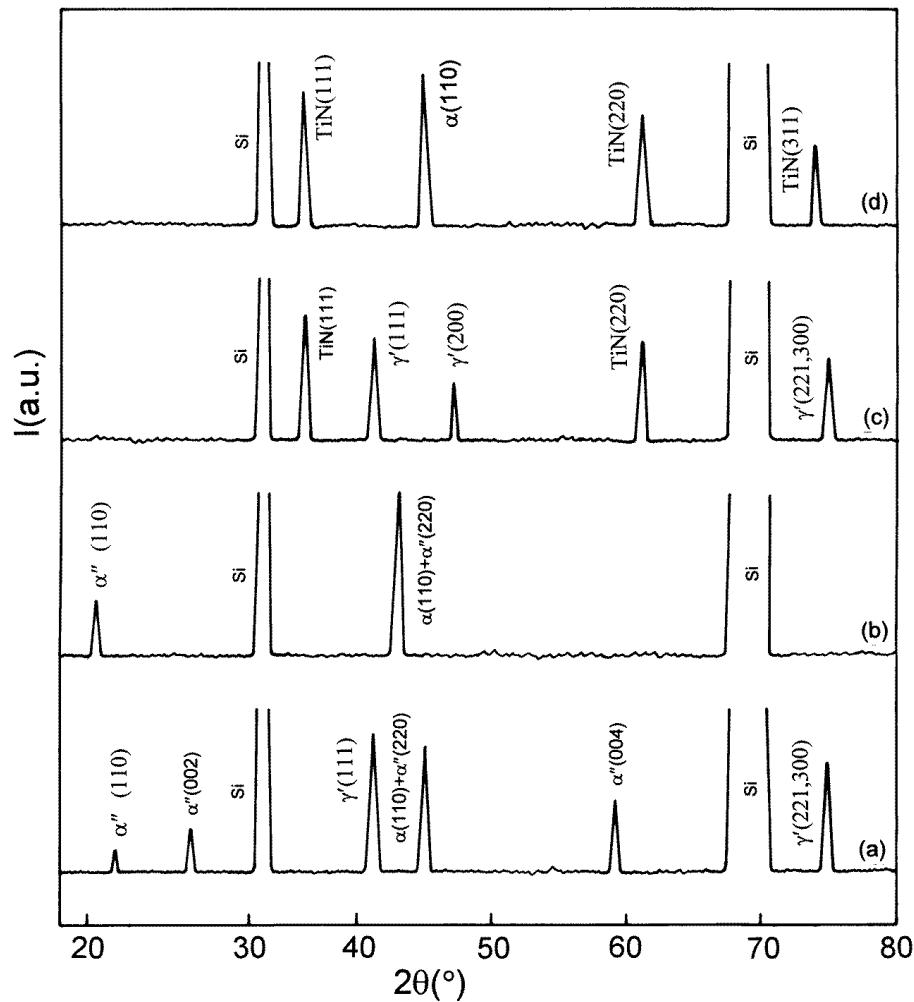 Si
TiN(111)
α(110)
TiN(220)
Si
TiN(311)
(d)
Si
TiN(111)
γ′(111)
γ′(200)
TiN(220)
Si
γ′(221,300)
(c)
α″ (110)
Si
α(110)+α″(220)
Si
(b)
α″ (110)
α″(002)
Si
γ′(111)
α(110)+α″(220)
α″(004)
Si
γ′(221,300)
(a)
I(a.u.)
20 30 40 50 60 70 80
2θ(°)